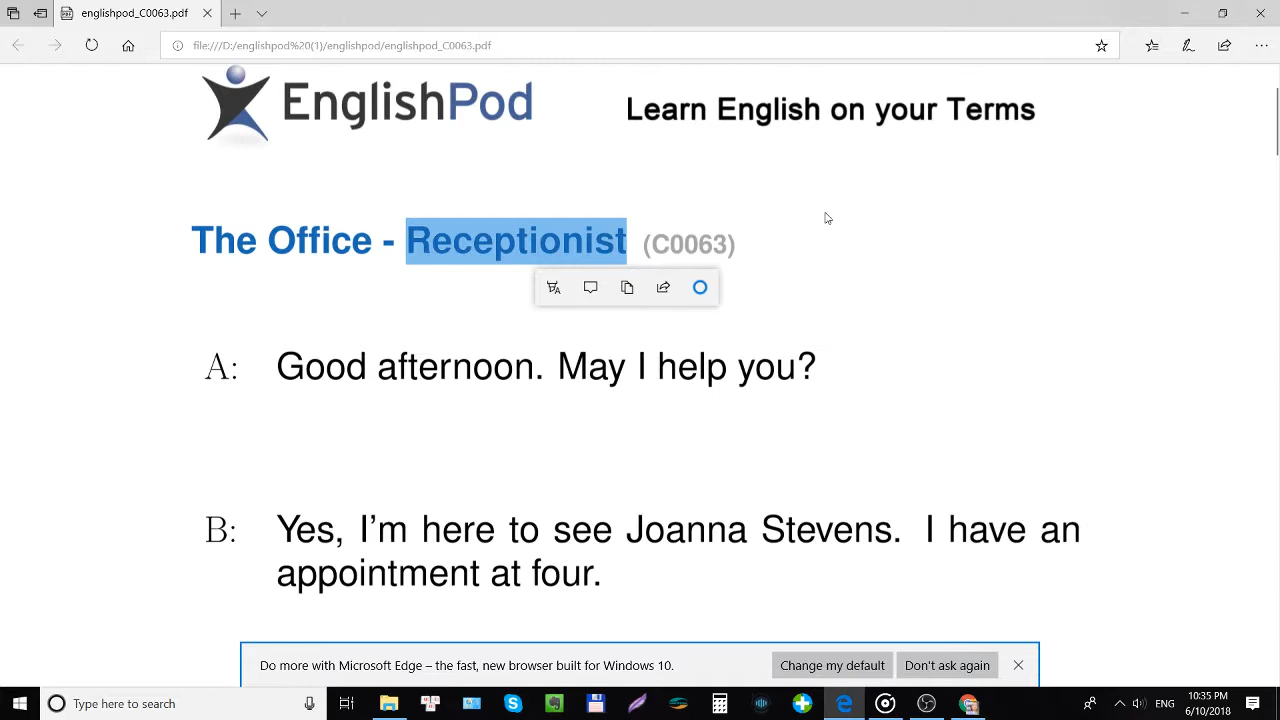 englishpod_C0063.pdf
file:///D:/englishpod%20(1)/englishpod/englishpod_C0063.pdf
EnglishPod
Learn English on your Terms
The Office - Receptionist (C0063)
A: Good afternoon. May I help you?
B: Yes, I'm here to see Joanna Stevens. I have an
appointment at four.
Do more with Microsoft Edge – the fast, new browser built for Windows 10.
Change my default
Don't ask again
Type here to search
ENG
10:35 PM
6/10/2018